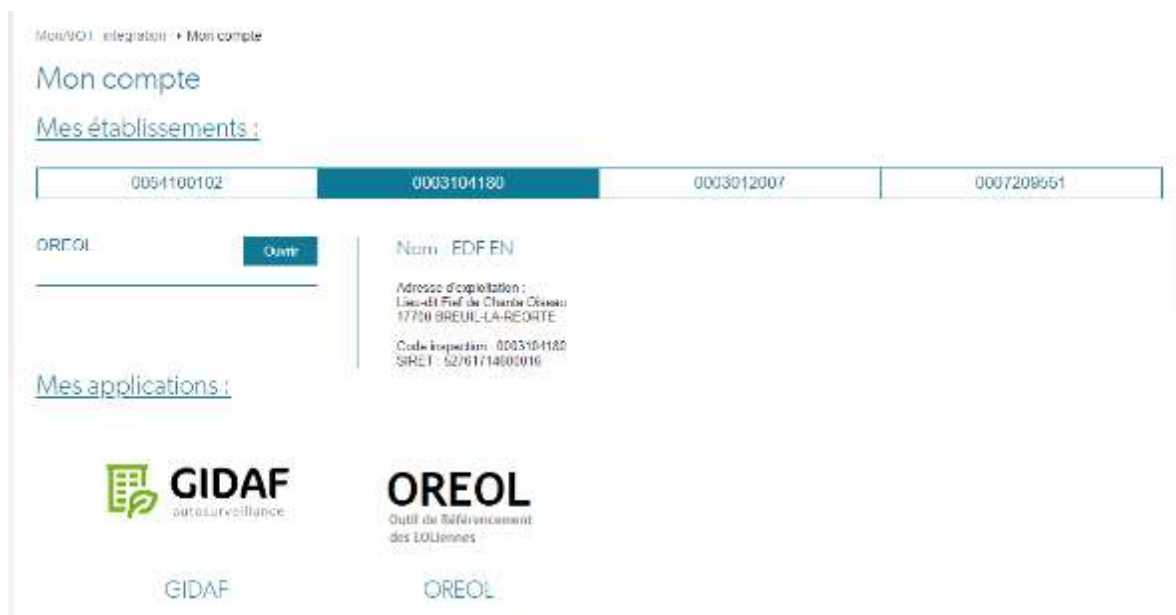 MonAIOT integration › Mon compte
Mon compte
Mes établissements :
0054100102 0003104180 0003012007 0007209551
OREOL Ouvrir
Nom EDF EN
Adresse d'exploitation :
Lieu-dit Fief de Chante Oiseau
17700 BREUIL-LA-REORTE
Code inspection : 0003104180
SIRET : 52761714600016
Mes applications :
GIDAF
autosurveillance
OREOL
Outil de Référencement
des EOLiennes
GIDAF OREOL